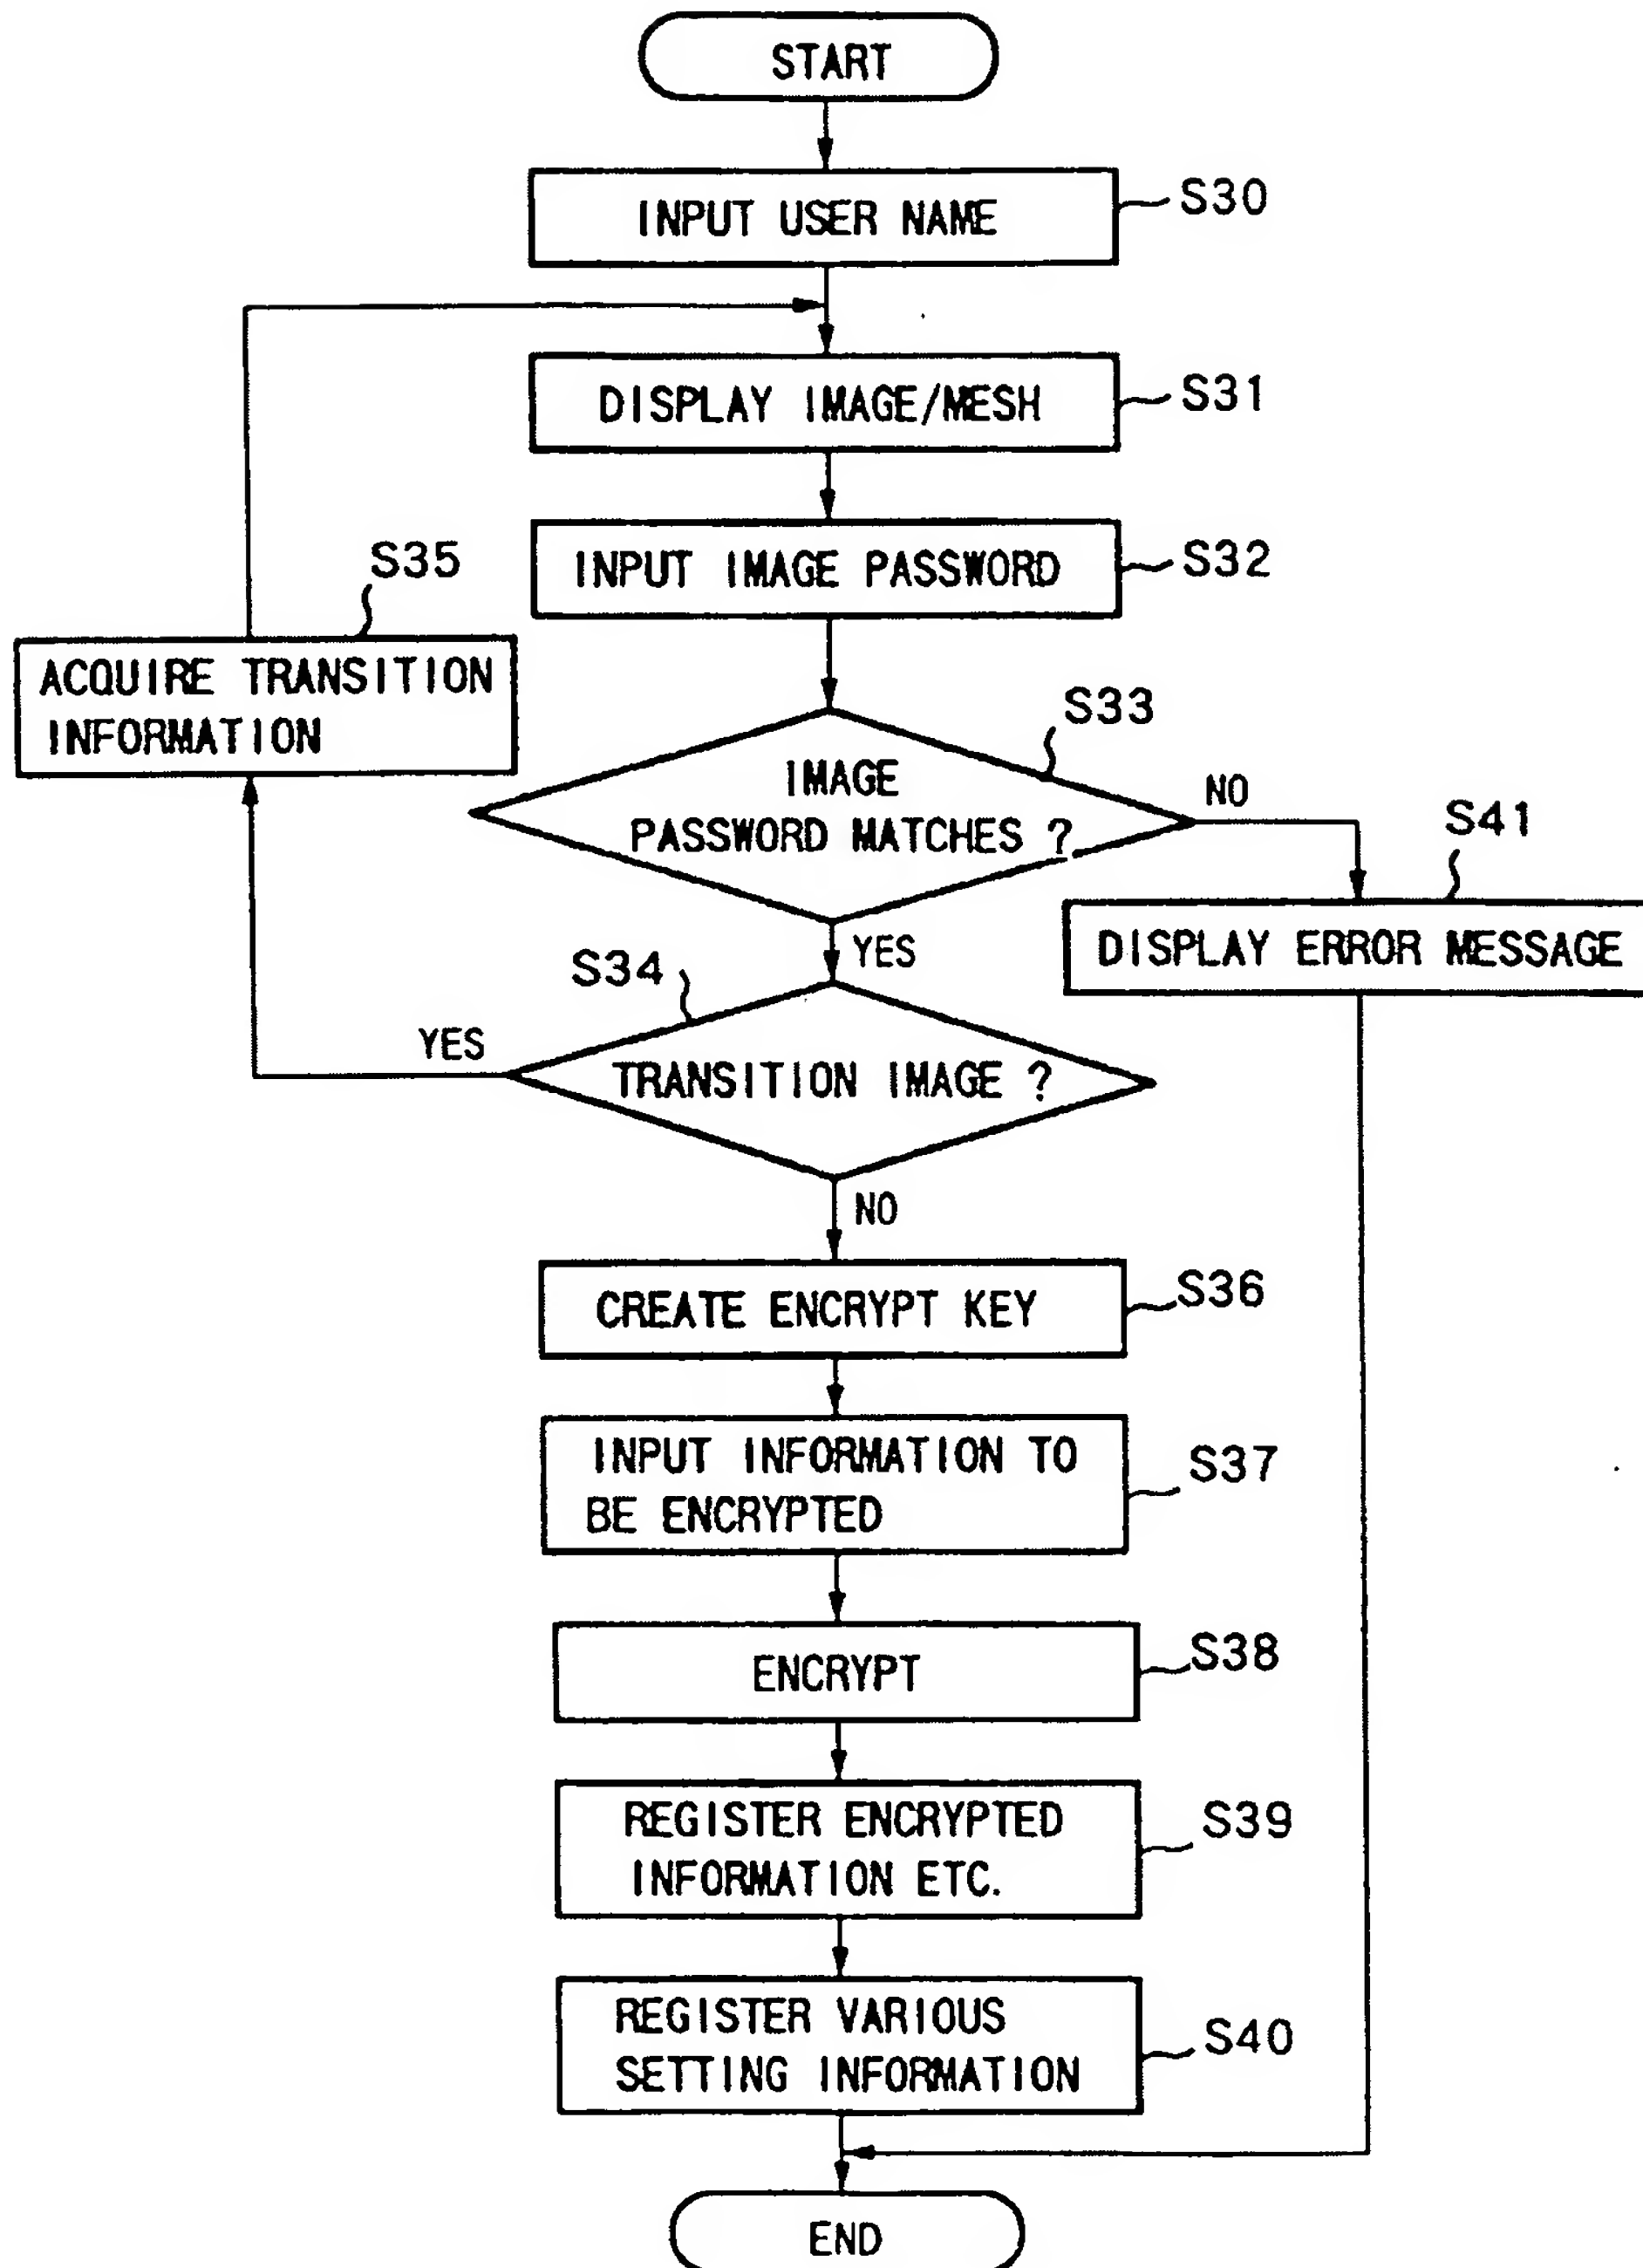 START
INPUT USER NAME
S30
DISPLAY IMAGE/MESH
S31
INPUT IMAGE PASSWORD
S32
S35
ACQUIRE TRANSITION
INFORMATION
S33
IMAGE
PASSWORD MATCHES ?
NO
S41
DISPLAY ERROR MESSAGE
YES
S34
YES
TRANSITION IMAGE ?
NO
CREATE ENCRYPT KEY
S36
INPUT INFORMATION TO
BE ENCRYPTED
S37
ENCRYPT
S38
REGISTER ENCRYPTED
INFORMATION ETC.
S39
REGISTER VARIOUS
SETTING INFORMATION
S40
END